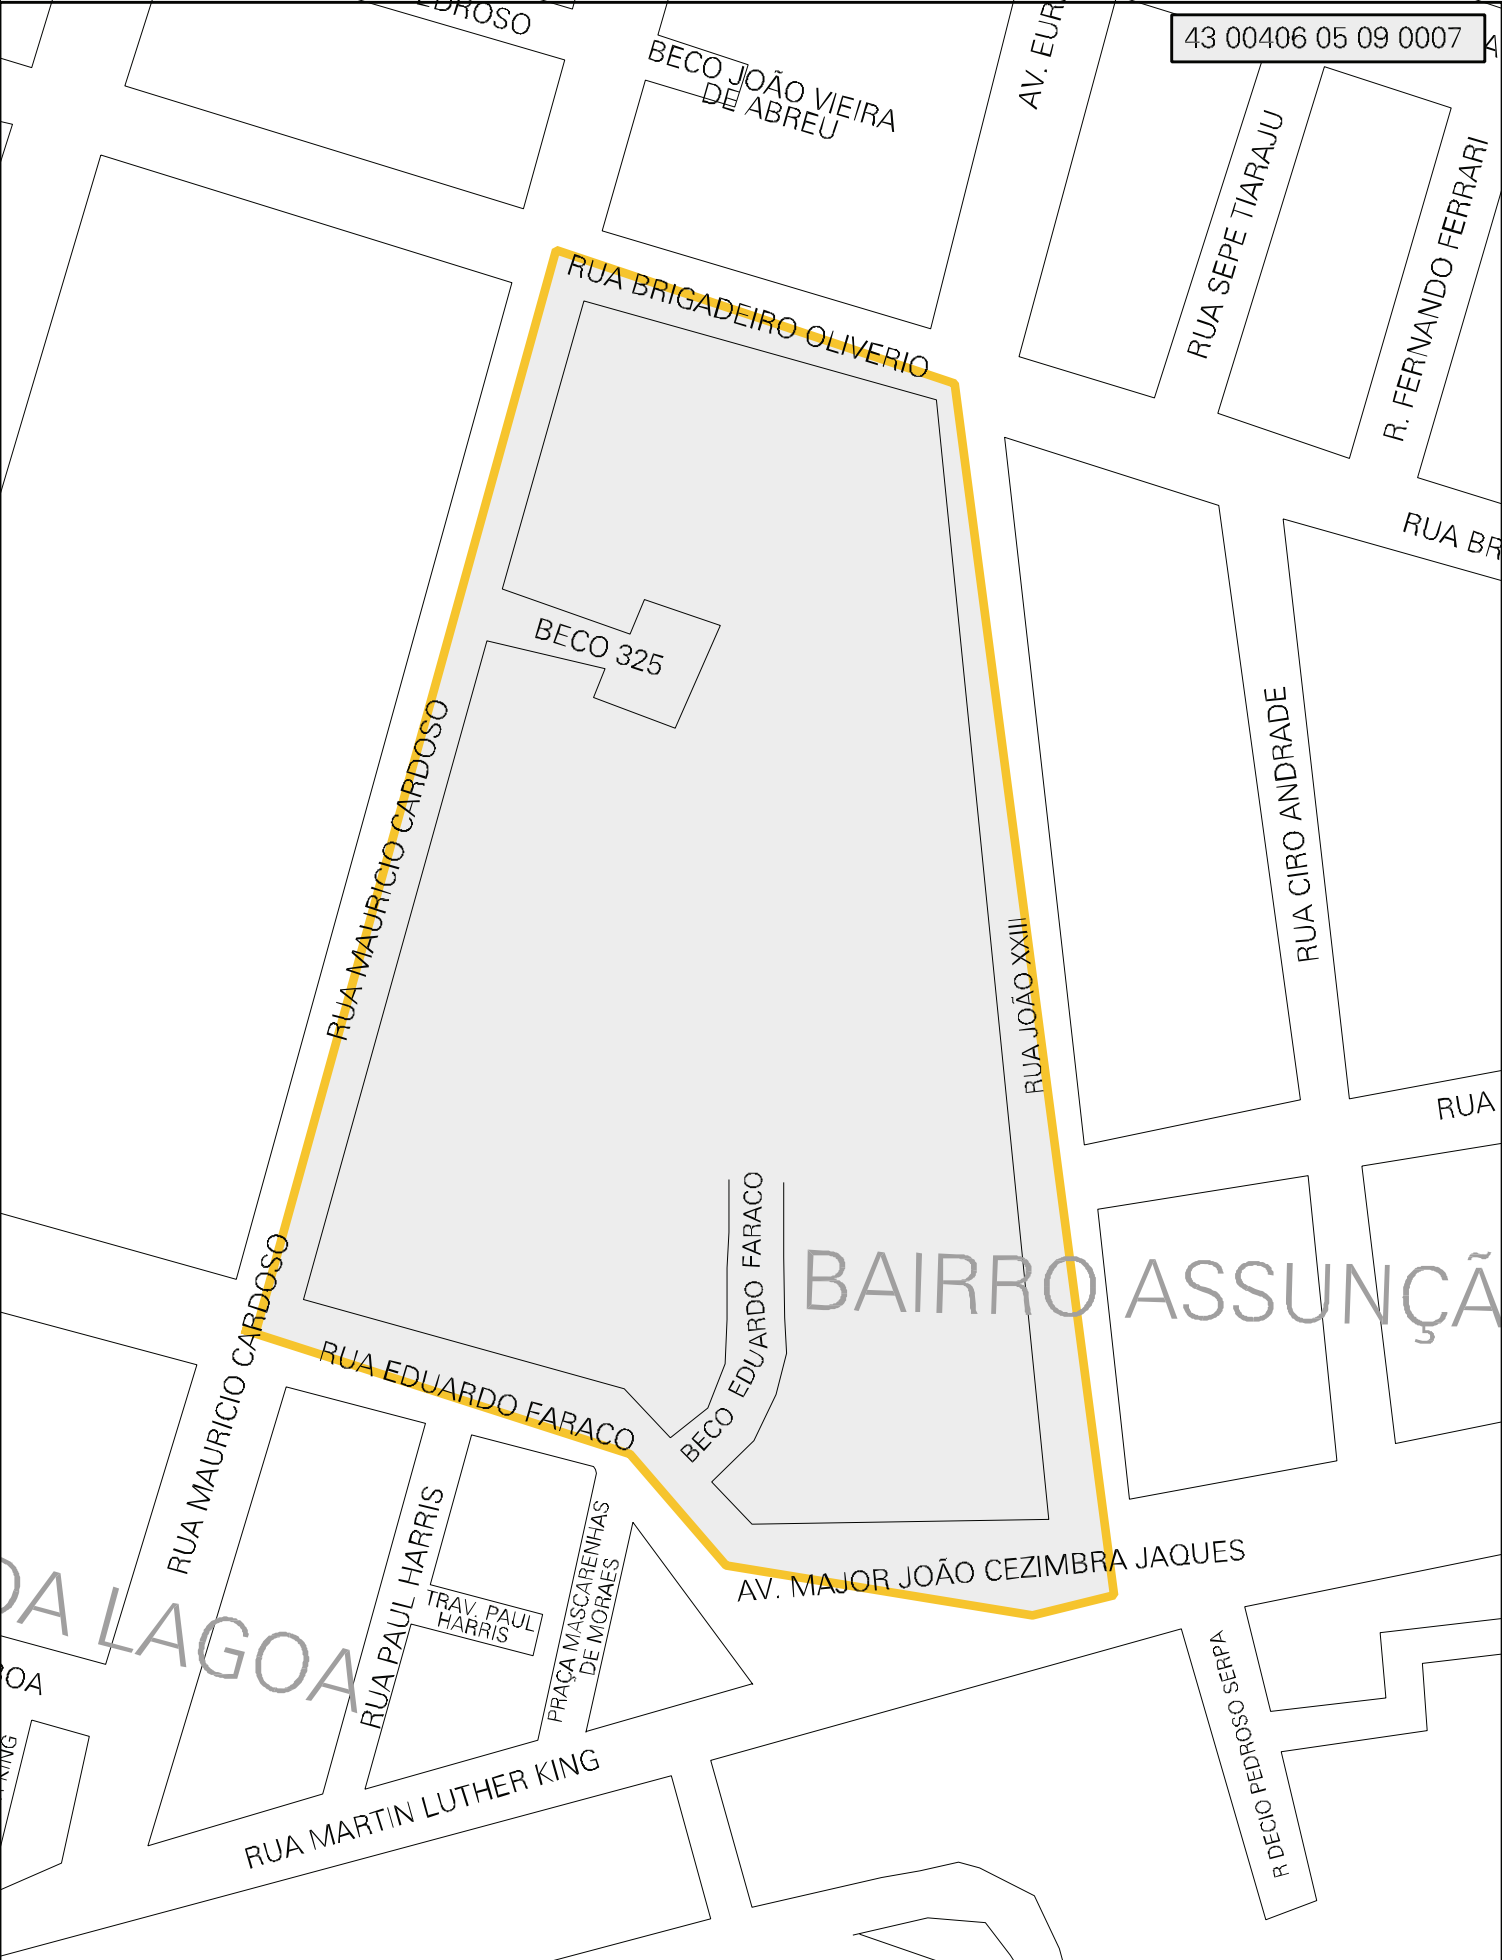 43 00406 05 09 0007
BECO JOÃO VIEIRA
DE ABREU
RUA SEPE TIARAJU
R. FERNANDO FERRARI
RUA BRIGADEIRO OLIVERIO
BECO 325
RUA MAURICIO CARDOSO
RUA JOÃO XXIII
RUA CIRO ANDRADE
RUA
BECO EDUARDO FARACO
BAIRRO ASSUNÇÃ
RUA MAURICIO CARDOSO
RUA EDUARDO FARACO
AV. MAJOR JOÃO CEZIMBRA JAQUES
RUA PAUL HARRIS
TRAV. PAUL
HARRIS
PRAÇA MASCARENHAS
DE MORAES
DA LAGOA
R DECIO PEDROSO SERPA
RUA MARTIN LUTHER KING
AV. EUR
RUA BR